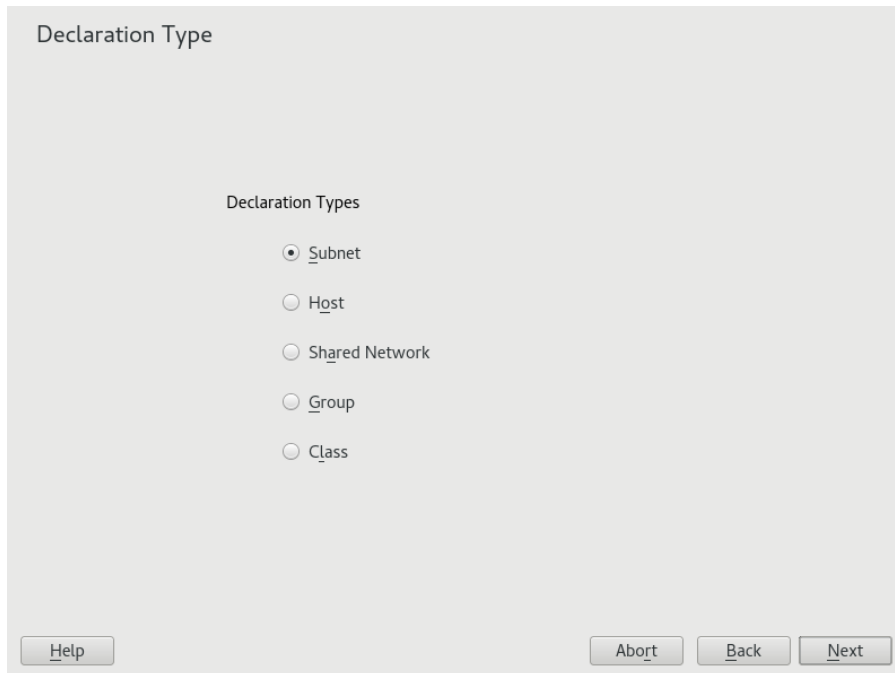 Declaration Type
Declaration Types
Subnet
Host
Shared Network
Group
Class
Help Abort Back Next